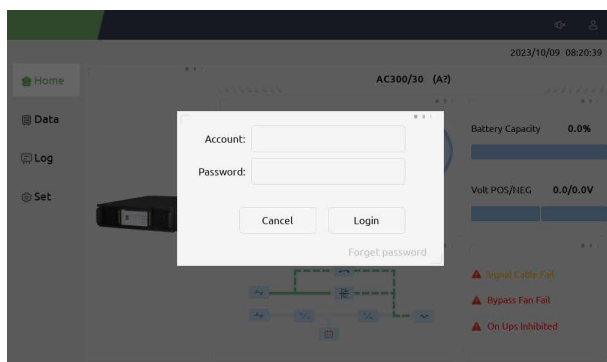 2023/10/09 08:20:39
Home
AC300/30 (A?)
Data
Log
Set
Account:
Password:
Cancel
Login
Forget password
Battery Capacity 0.0%
Volt POS/NEG 0.0/0.0V
Signal Cable Fail
Bypass Fan Fail
On Ups Inhibited